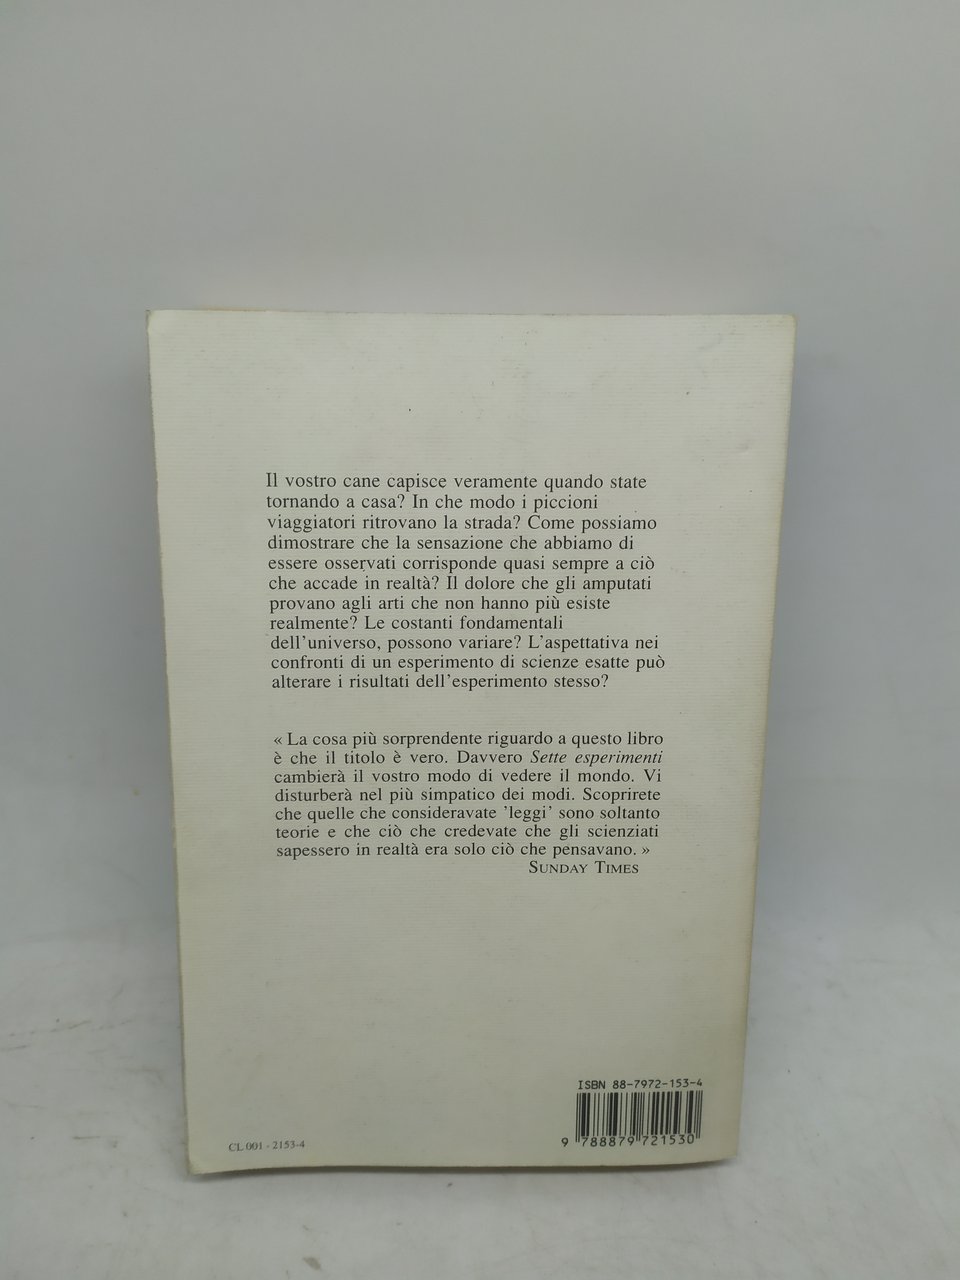 Il vostro cane capisce veramente quando state
tornando a casa? In che modo i piccioni
viaggiatori ritrovano la strada? Come possiamo
dimostrare che la sensazione che abbiamo di
essere osservati corrisponde quasi sempre a ciò
che accade in realtà? Il dolore che gli amputati
provano agli arti che non hanno più esiste
realmente? Le costanti fondamentali
dell'universo, possono variare? L'aspettativa nei
confronti di un esperimento di scienze esatte può
alterare i risultati dell'esperimento stesso?
« La cosa più sorprendente riguardo a questo libro
è che il titolo è vero. Davvero Sette esperimenti
cambierà il vostro modo di vedere il mondo. Vi
disturberà nel più simpatico dei modi. Scoprirete
che quelle che consideravate 'leggi' sono soltanto
teorie e che ciò che credevate che gli scienziati
sapessero in realtà era solo ciò che pensavano. »
SUNDAY TIMES
ISBN 88-7972-153-4
9 788879 721530
CL 001 - 2153-4